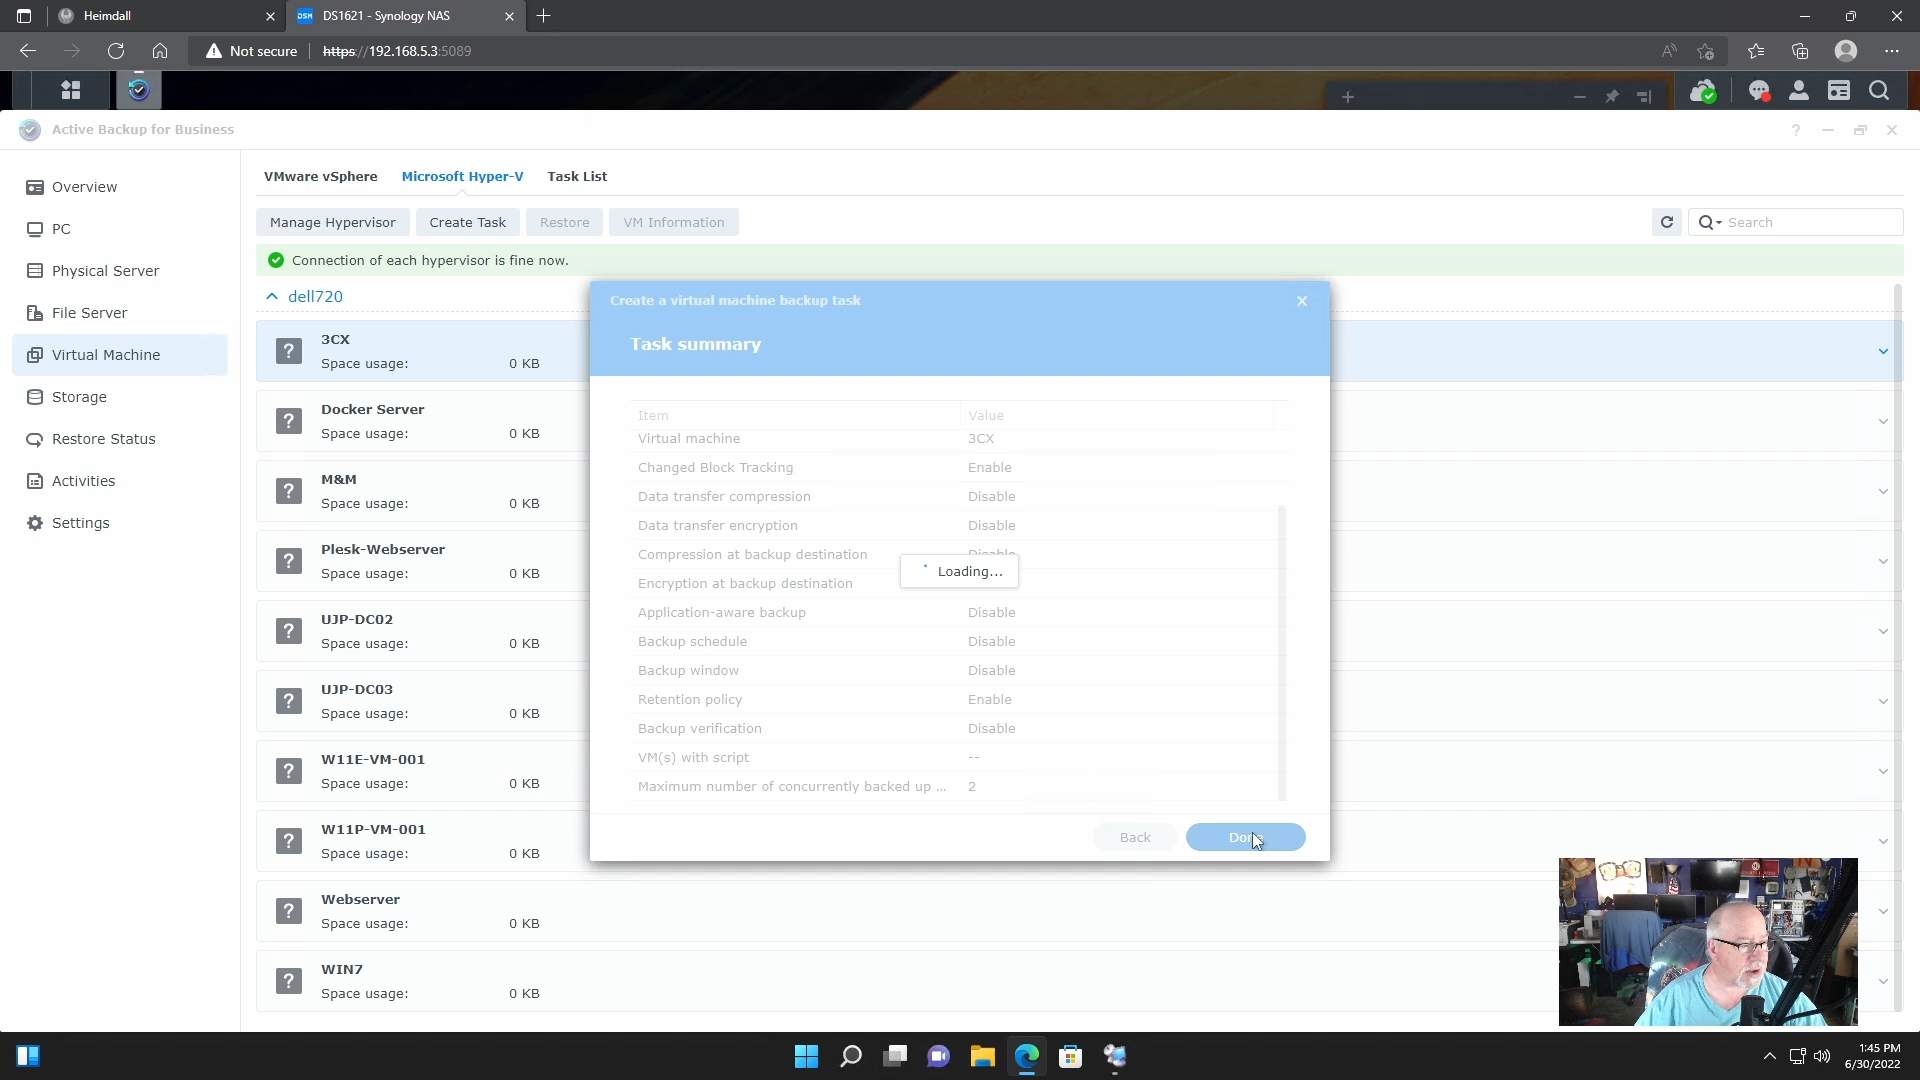 Heimdall
DSM DS1621 - Synology NAS
Not secure https://192.168.5.3:5089
Active Backup for Business
Overview
PC
Physical Server
File Server
Virtual Machine
Storage
Restore Status
Activities
Settings
VMware vSphere Microsoft Hyper-V Task List
Manage Hypervisor Create Task Restore VM Information Search
Connection of each hypervisor is fine now.
dell720
3CX
Space usage: 0 KB
Docker Server
Space usage: 0 KB
M&M
Space usage: 0 KB
Plesk-Webserver
Space usage: 0 KB
UJP-DC02
Space usage: 0 KB
UJP-DC03
Space usage: 0 KB
W11E-VM-001
Space usage: 0 KB
W11P-VM-001
Space usage: 0 KB
Webserver
Space usage: 0 KB
WIN7
Space usage: 0 KB
Create a virtual machine backup task
Task summary
Item Value
Virtual machine 3CX
Changed Block Tracking Enable
Data transfer compression Disable
Data transfer encryption Disable
Compression at backup destination Disable
Loading...
Encryption at backup destination
Application-aware backup Disable
Backup schedule Disable
Backup window Disable
Retention policy Enable
Backup verification Disable
VM(s) with script --
Maximum number of concurrently backed up ... 2
Back Done
1:45 PM
6/30/2022